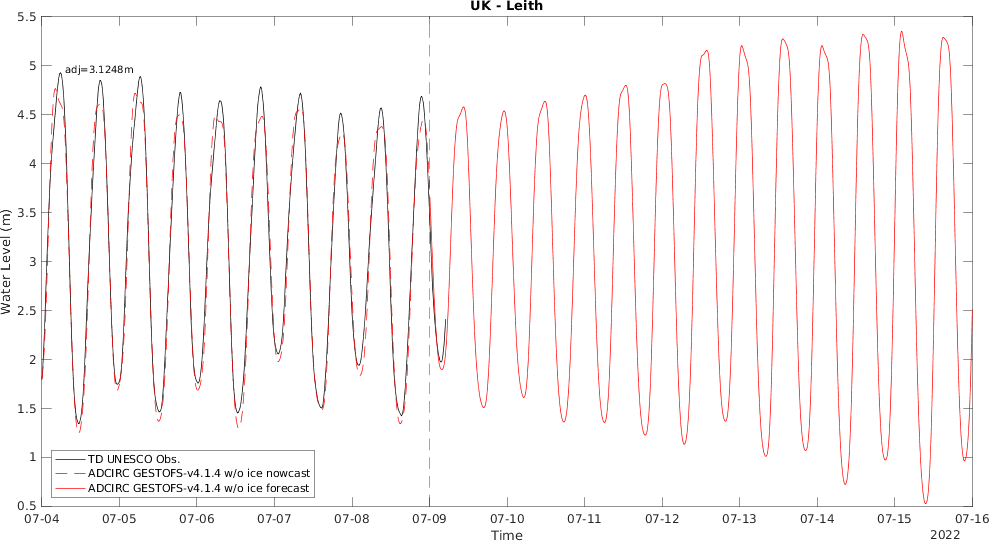 UK - Leith
adj=3.1248m
Water Level (m)
5.5
5
4.5
4
3.5
3
2.5
2
1.5
1
0.5
TD UNESCO Obs.
ADCIRC GESTOFS-v4.1.4 w/o ice nowcast
ADCIRC GESTOFS-v4.1.4 w/o ice forecast
07-04 07-05 07-06 07-07 07-08 07-09 07-10 07-11 07-12 07-13 07-14 07-15 07-16
Time
2022